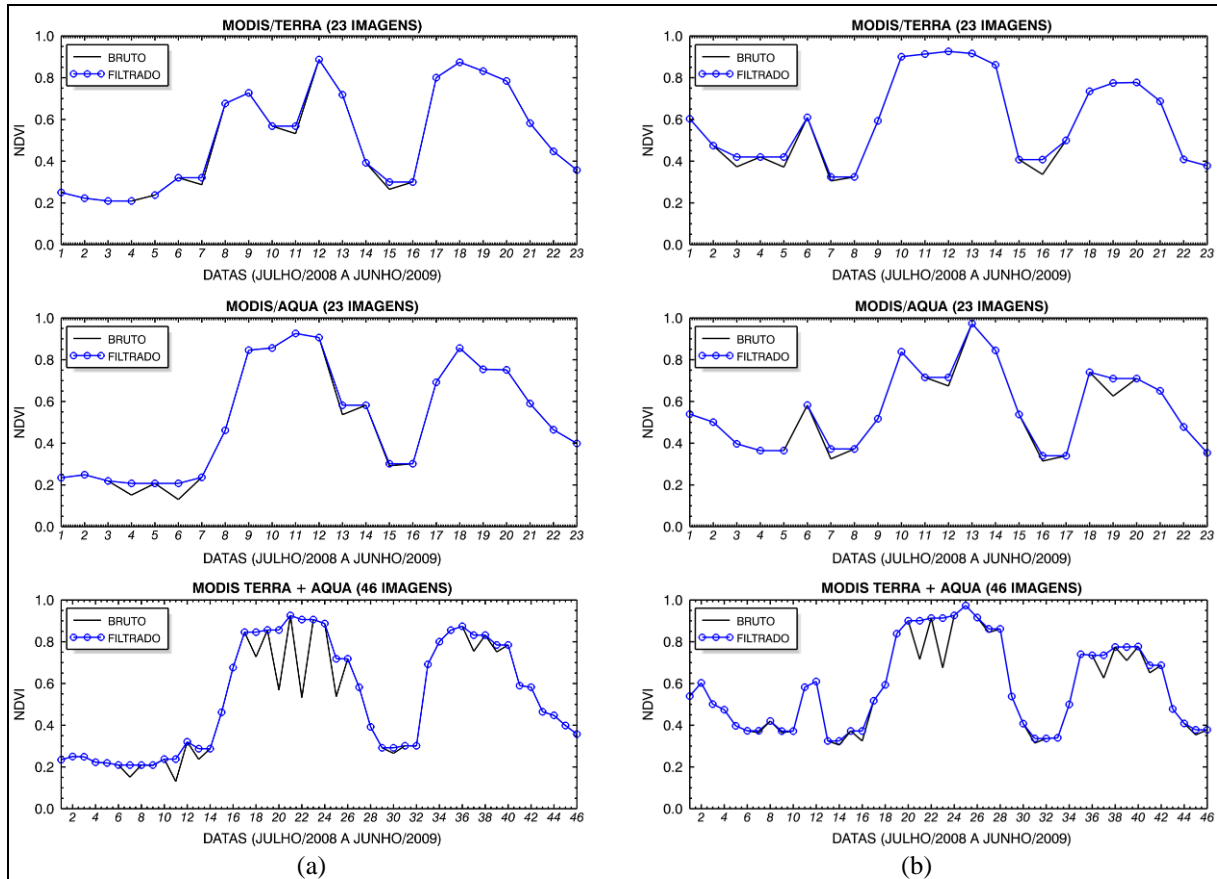 MODIS/TERRA (23 IMAGENS)
1.0
0.8
0.6
0.4
0.2
0.0
NDVI
BRUTO
FILTRADO
1 2 3 4 5 6 7 8 9 10 11 12 13 14 15 16 17 18 19 20 21 22 23
DATAS (JULHO/2008 A JUNHO/2009)
MODIS/TERRA (23 IMAGENS)
1.0
0.8
0.6
0.4
0.2
0.0
NDVI
BRUTO
FILTRADO
1 2 3 4 5 6 7 8 9 10 11 12 13 14 15 16 17 18 19 20 21 22 23
DATAS (JULHO/2008 A JUNHO/2009)
MODIS/AQUA (23 IMAGENS)
1.0
0.8
0.6
0.4
0.2
0.0
NDVI
BRUTO
FILTRADO
1 2 3 4 5 6 7 8 9 10 11 12 13 14 15 16 17 18 19 20 21 22 23
DATAS (JULHO/2008 A JUNHO/2009)
MODIS/AQUA (23 IMAGENS)
1.0
0.8
0.6
0.4
0.2
0.0
NDVI
BRUTO
FILTRADO
1 2 3 4 5 6 7 8 9 10 11 12 13 14 15 16 17 18 19 20 21 22 23
DATAS (JULHO/2008 A JUNHO/2009)
MODIS TERRA + AQUA (46 IMAGENS)
1.0
0.8
0.6
0.4
0.2
0.0
NDVI
BRUTO
FILTRADO
2 4 6 8 10 12 14 16 18 20 22 24 26 28 30 32 34 36 38 40 42 44 46
DATAS (JULHO/2008 A JUNHO/2009)
(a)
MODIS TERRA + AQUA (46 IMAGENS)
1.0
0.8
0.6
0.4
0.2
0.0
NDVI
BRUTO
FILTRADO
2 4 6 8 10 12 14 16 18 20 22 24 26 28 30 32 34 36 38 40 42 44 46
DATAS (JULHO/2008 A JUNHO/2009)
(b)